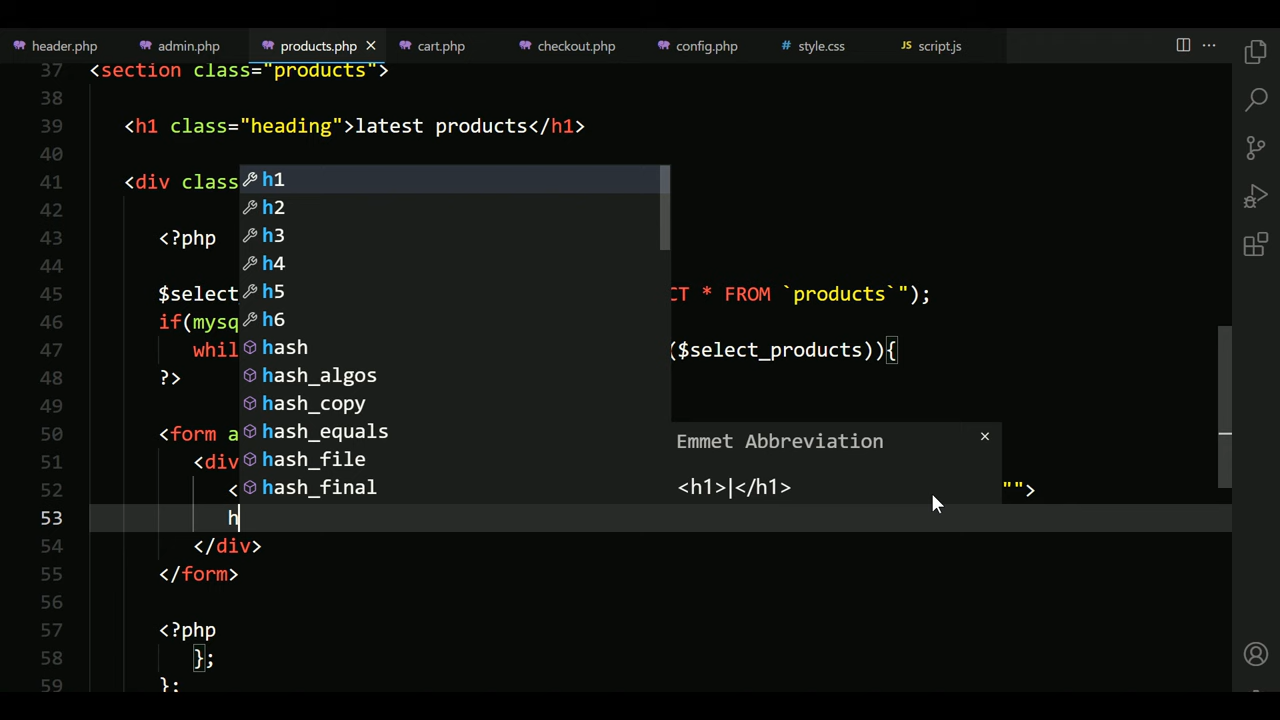 header.php admin.php products.php cart.php checkout.php config.php style.css JS script.js
37 <section class="products">
38
39 <h1 class="heading">latest products</h1>
40
41 <div class
42
43 <?php
44
45 $select CT * FROM `products`");
46 if(mysq
47 whil ($select_products)){
48 ?>
49
50 <form a
51 <div
52 < "">
53 h
54 </div>
55 </form>
56
57 <?php
58 };
59 };
h1
h2
h3
h4
h5
h6
hash
hash_algos
hash_copy
hash_equals
hash_file
hash_final
Emmet Abbreviation
<h1>|</h1>